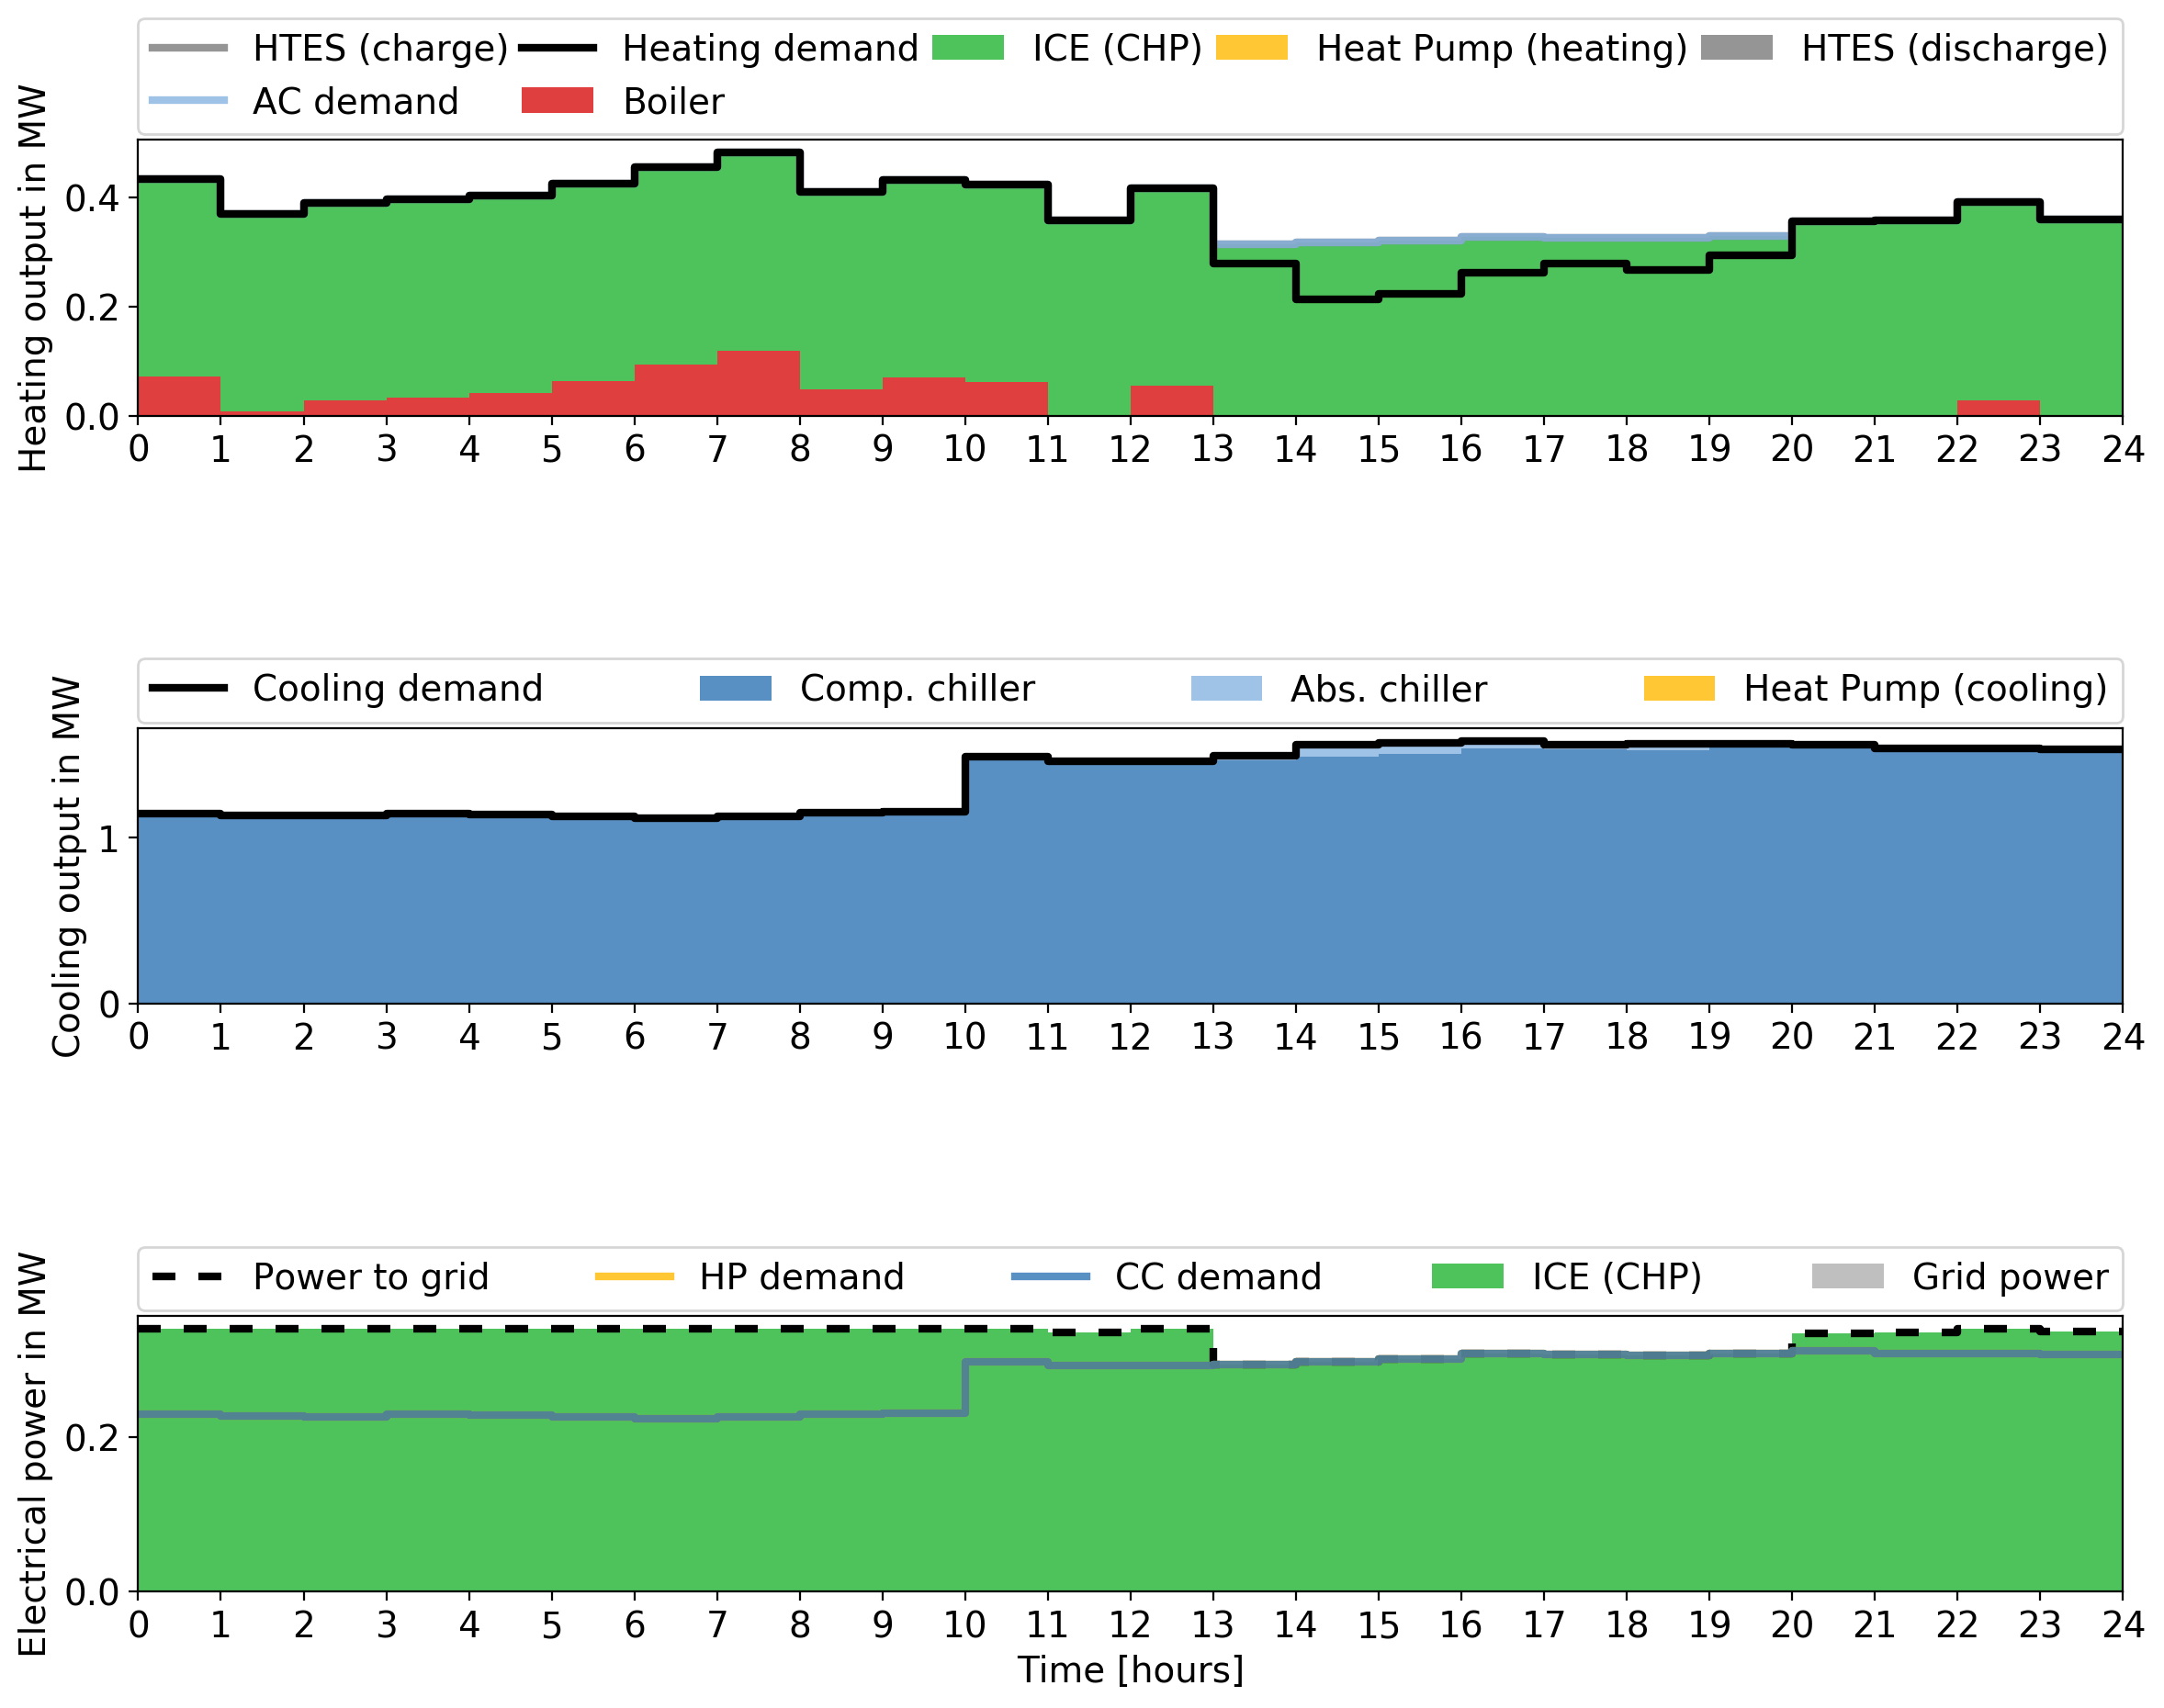 HTES (charge) Heating demand ICE (CHP) Heat Pump (heating) HTES (discharge)
AC demand Boiler
Heating output in MW
0.4
0.2
0.0
0 1 2 3 4 5 6 7 8 9 10 11 12 13 14 15 16 17 18 19 20 21 22 23 24
Cooling demand Comp. chiller Abs. chiller Heat Pump (cooling)
Cooling output in MW
1
0
0 1 2 3 4 5 6 7 8 9 10 11 12 13 14 15 16 17 18 19 20 21 22 23 24
Power to grid HP demand CC demand ICE (CHP) Grid power
Electrical power in MW
0.2
0.0
0 1 2 3 4 5 6 7 8 9 10 11 12 13 14 15 16 17 18 19 20 21 22 23 24
Time [hours]